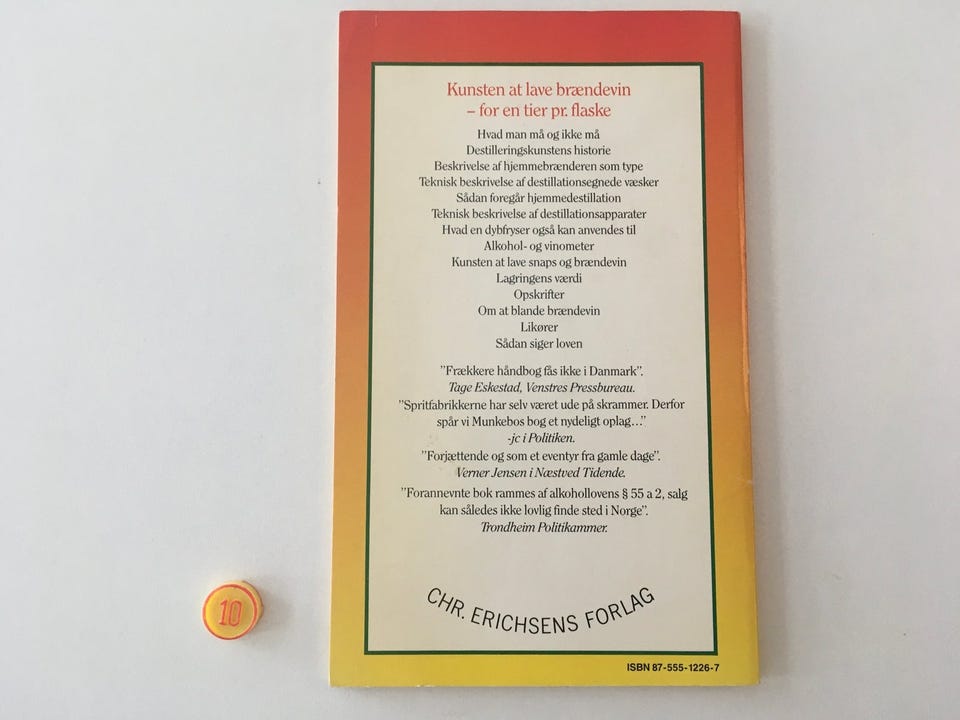 Kunsten at lave brændevin
– for en tier pr. flaske
Hvad man må og ikke må
Destilleringskunstens historie
Beskrivelse af hjemmebrænderen som type
Teknisk beskrivelse af destillationsegnede væsker
Sådan foregår hjemmedestillation
Teknisk beskrivelse af destillationsapparater
Hvad en dybfryser også kan anvendes til
Alkohol- og vinometer
Kunsten at lave snaps og brændevin
Lagringens værdi
Opskrifter
Om at blande brændevin
Likører
Sådan siger loven
”Frækkere håndbog fås ikke i Danmark”.
Tage Eskestad, Venstres Pressbureau.
”Spritfabrikkerne har selv været ude på skrammer. Derfor
spår vi Munkebos bog et nydeligt oplag...”
-jc i Politiken.
”Forjættende og som et eventyr fra gamle dage”.
Verner Jensen i Næstved Tidende.
”Forannevnte bok rammes af alkohollovens § 55 a 2, salg
kan således ikke lovlig finde sted i Norge”.
Trondheim Politikammer.
CHR. ERICHSENS FORLAG
10
ISBN 87-555-1226-7